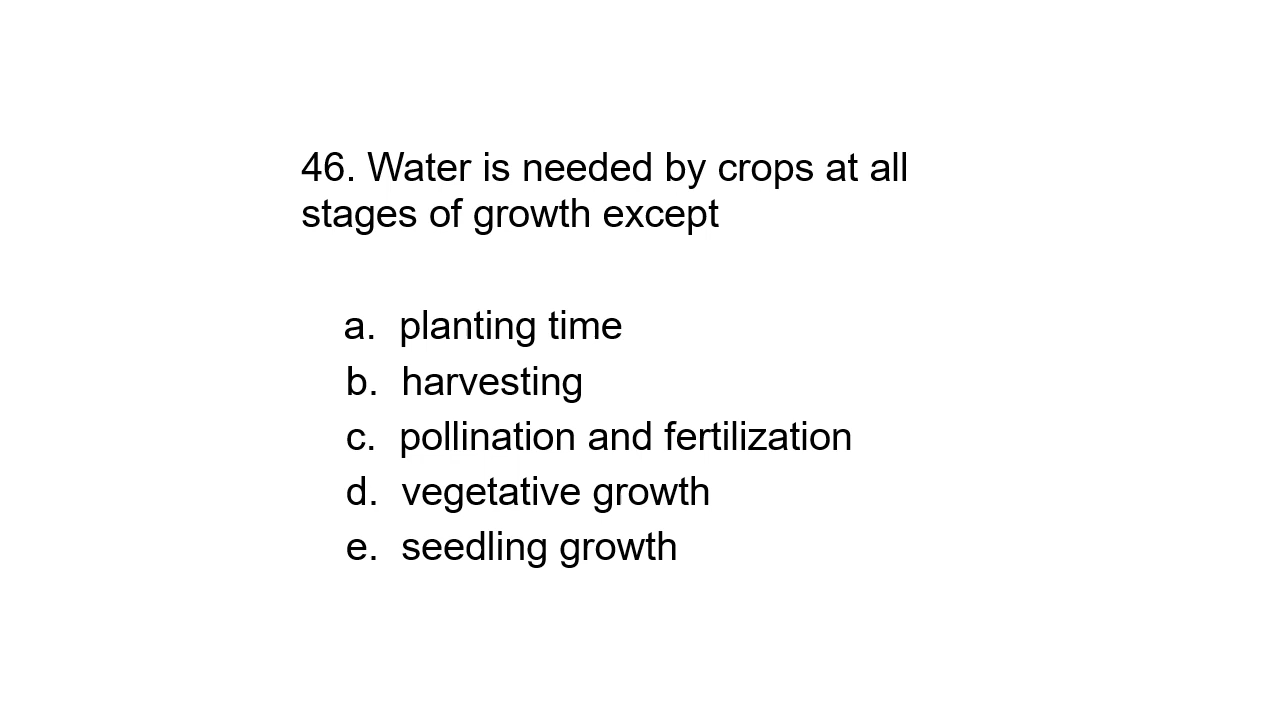 46. Water is needed by crops at all
stages of growth except
a. planting time
b. harvesting
c. pollination and fertilization
d. vegetative growth
e. seedling growth